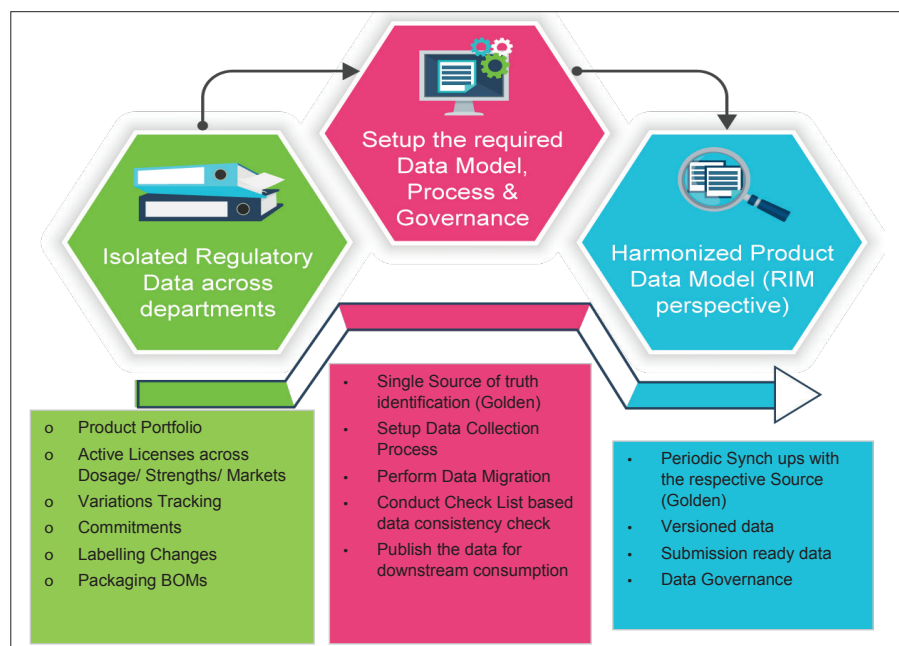 Isolated Regulatory
Data across
departments
Setup the required
Data Model,
Process &
Governance
Harmonized Product
Data Model (RIM
perspective)
o Product Portfolio
o Active Licenses across
Dosage/ Strengths/ Markets
o Variations Tracking
o Commitments
o Labelling Changes
o Packaging BOMs
• Single Source of truth
identification (Golden)
• Setup Data Collection
Process
• Perform Data Migration
• Conduct Check List based
data consistency check
• Publish the data for
downstream consumption
• Periodic Synch ups with
the respective Source
(Golden)
• Versioned data
• Submission ready data
• Data Governance